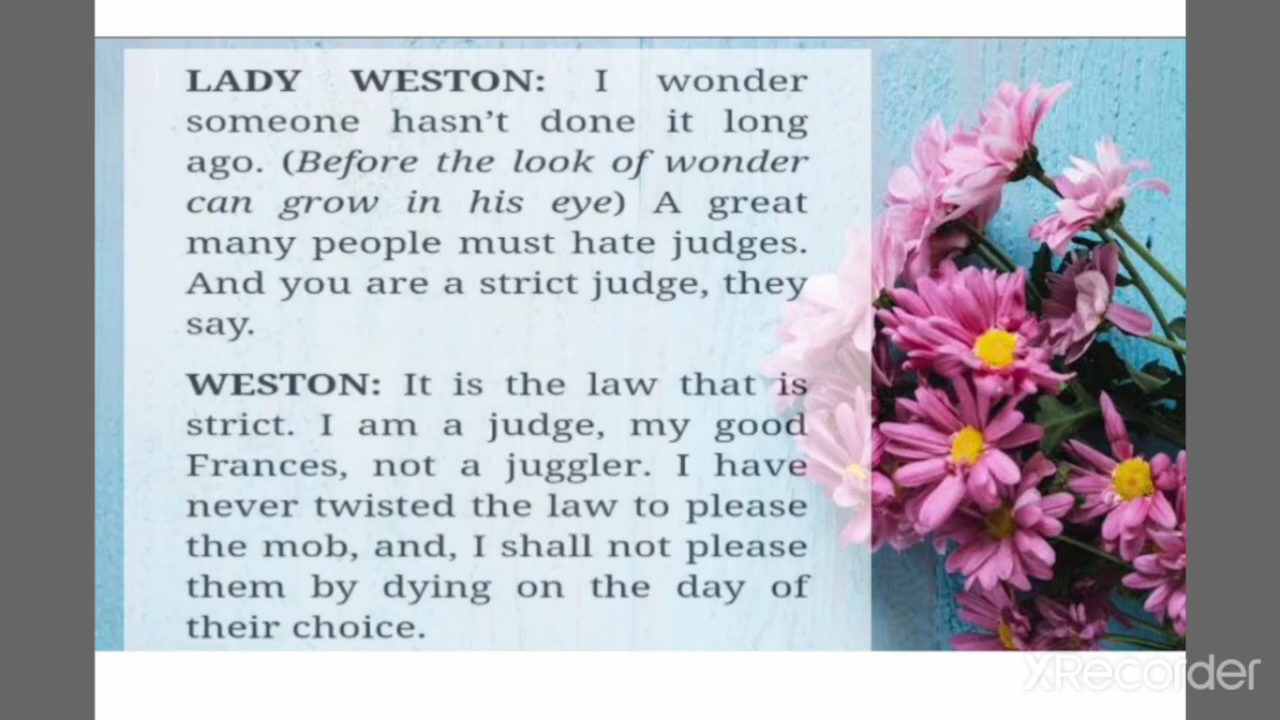 LADY WESTON: I wonder
someone hasn't done it long
ago. (Before the look of wonder
can grow in his eye) A great
many people must hate judges.
And you are a strict judge, they
say.
WESTON: It is the law that is
strict. I am a judge, my good
Frances, not a juggler. I have
never twisted the law to please
the mob, and, I shall not please
them by dying on the day of
their choice.
XRecorder